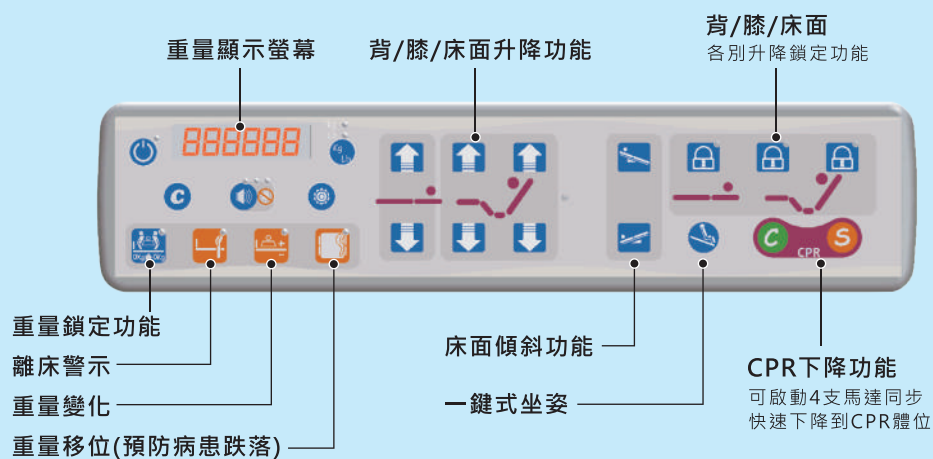 重量顯示螢幕
背/膝/床面升降功能
背/膝/床面
各別升降鎖定功能
888888
C
C
S
CPR
重量鎖定功能
離床警示
重量變化
重量移位(預防病患跌落)
床面傾斜功能
一鍵式坐姿
CPR下降功能
可啟動4支馬達同步
快速下降到CPR體位